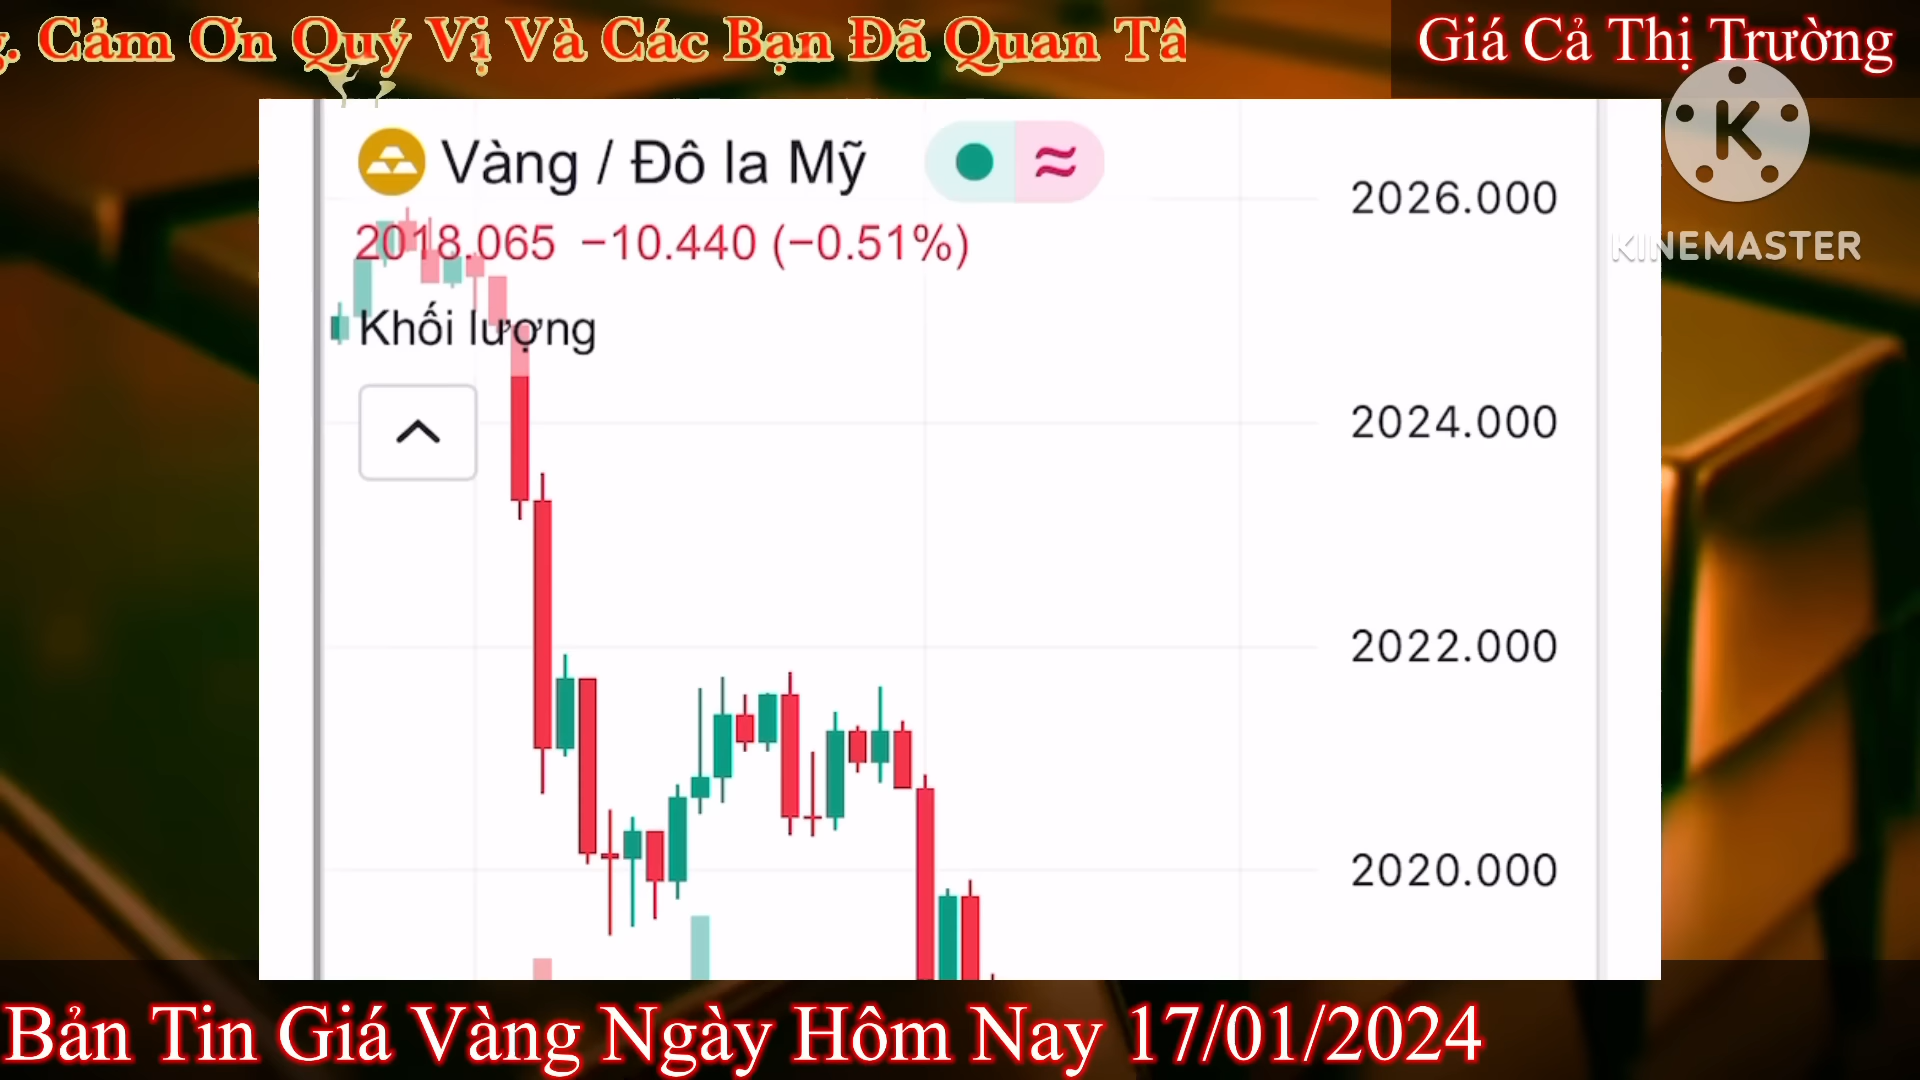 . Cảm Ơn Quý Vị Và Các Bạn Đã Quan Tâ
Giá Cả Thị Trường
K
KINEMASTER
Vàng / Đô la Mỹ
2018.065 −10.440 (−0.51%)
Khối lượng
2026.000
2024.000
2022.000
2020.000
Bản Tin Giá Vàng Ngày Hôm Nay 17/01/2024